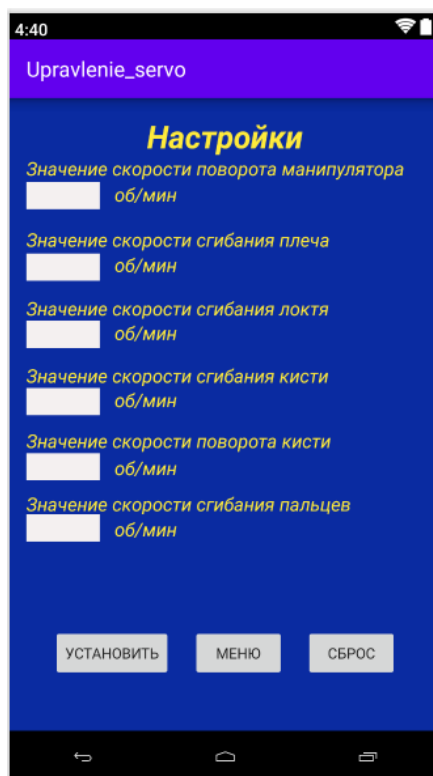 4:40
Upravlenie_servo
Настройки
Значение скорости поворота манипулятора
об/мин
Значение скорости сгибания плеча
об/мин
Значение скорости сгибания локтя
об/мин
Значение скорости сгибания кисти
об/мин
Значение скорости поворота кисти
об/мин
Значение скорости сгибания пальцев
об/мин
УСТАНОВИТЬ МЕНЮ СБРОС